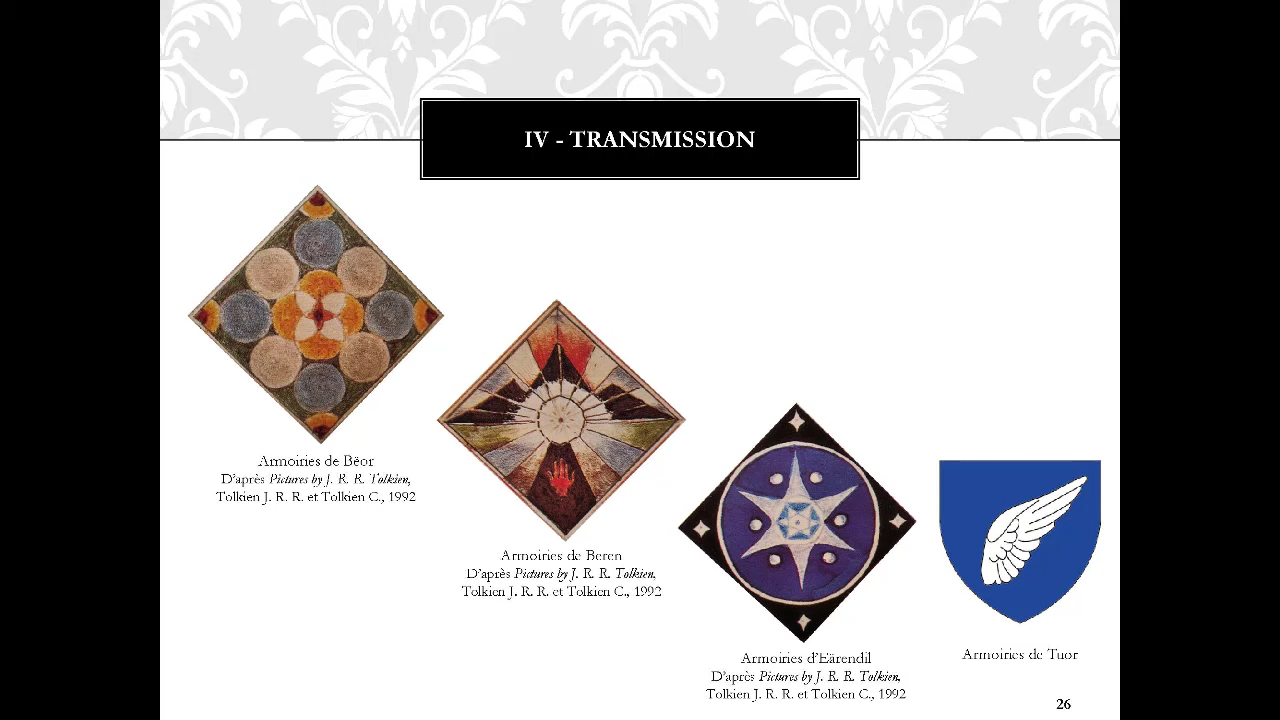 IV - TRANSMISSION
Armoiries de Bëor
D'après Pictures by J. R. R. Tolkien,
Tolkien J. R. R. et Tolkien C., 1992
Armoiries de Beren
D'après Pictures by J. R. R. Tolkien,
Tolkien J. R. R. et Tolkien C., 1992
Armoiries d'Eärendil
D'après Pictures by J. R. R. Tolkien,
Tolkien J. R. R. et Tolkien C., 1992
Armoiries de Tuor
26